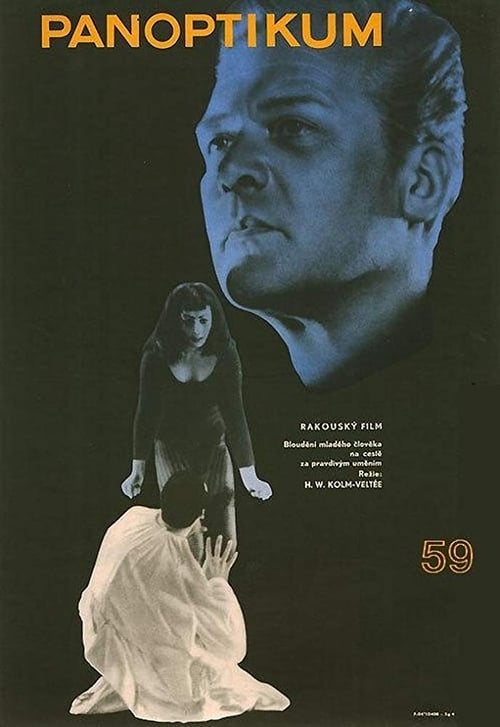 PANOPTIKUM
RAKOUSKÝ FILM
Bloudění mladého člověka
na cestě
za pravdivým uměním
Režie:
H. W. KOLM-VELTÉE
59